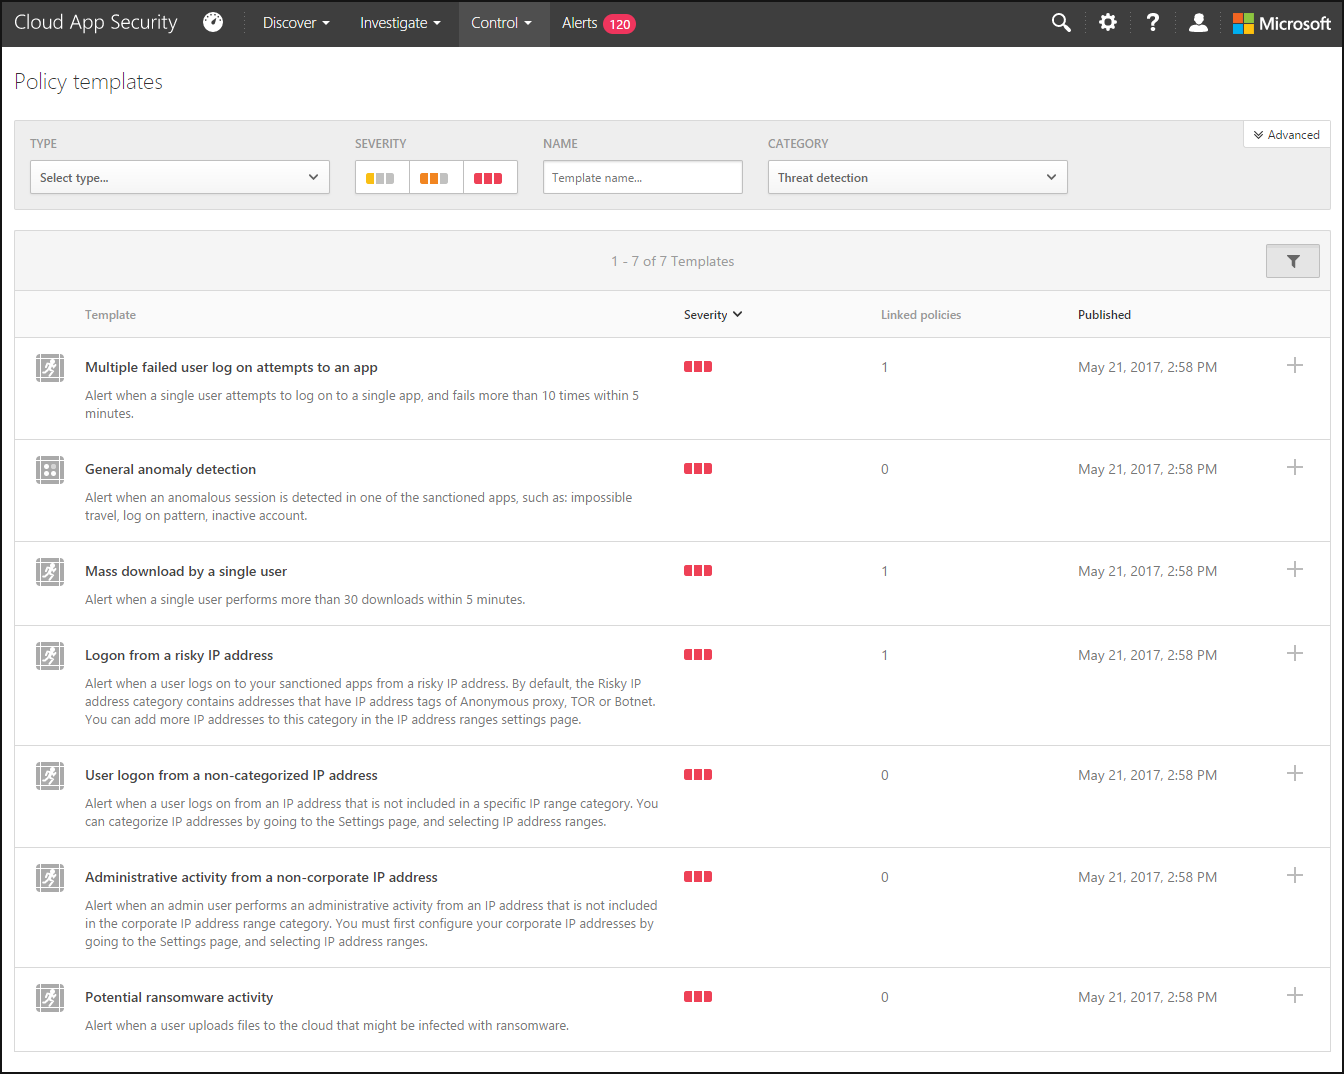 Cloud App Security Discover Investigate Control Alerts 120 ? Microsoft
Policy templates
Advanced
TYPE SEVERITY NAME CATEGORY
Select type... Template name... Threat detection
1 - 7 of 7 Templates
Template Severity Linked policies Published
Multiple failed user log on attempts to an app 1 May 21, 2017, 2:58 PM
Alert when a single user attempts to log on to a single app, and fails more than 10 times within 5
minutes.
General anomaly detection 0 May 21, 2017, 2:58 PM
Alert when an anomalous session is detected in one of the sanctioned apps, such as: impossible
travel, log on pattern, inactive account.
Mass download by a single user 1 May 21, 2017, 2:58 PM
Alert when a single user performs more than 30 downloads within 5 minutes.
Logon from a risky IP address 1 May 21, 2017, 2:58 PM
Alert when a user logs on to your sanctioned apps from a risky IP address. By default, the Risky IP
address category contains addresses that have IP address tags of Anonymous proxy, TOR or Botnet.
You can add more IP addresses to this category in the IP address ranges settings page.
User logon from a non-categorized IP address 0 May 21, 2017, 2:58 PM
Alert when a user logs on from an IP address that is not included in a specific IP range category. You
can categorize IP addresses by going to the Settings page, and selecting IP address ranges.
Administrative activity from a non-corporate IP address 0 May 21, 2017, 2:58 PM
Alert when an admin user performs an administrative activity from an IP address that is not included
in the corporate IP address range category. You must first configure your corporate IP addresses by
going to the Settings page, and selecting IP address ranges.
Potential ransomware activity 0 May 21, 2017, 2:58 PM
Alert when a user uploads files to the cloud that might be infected with ransomware.